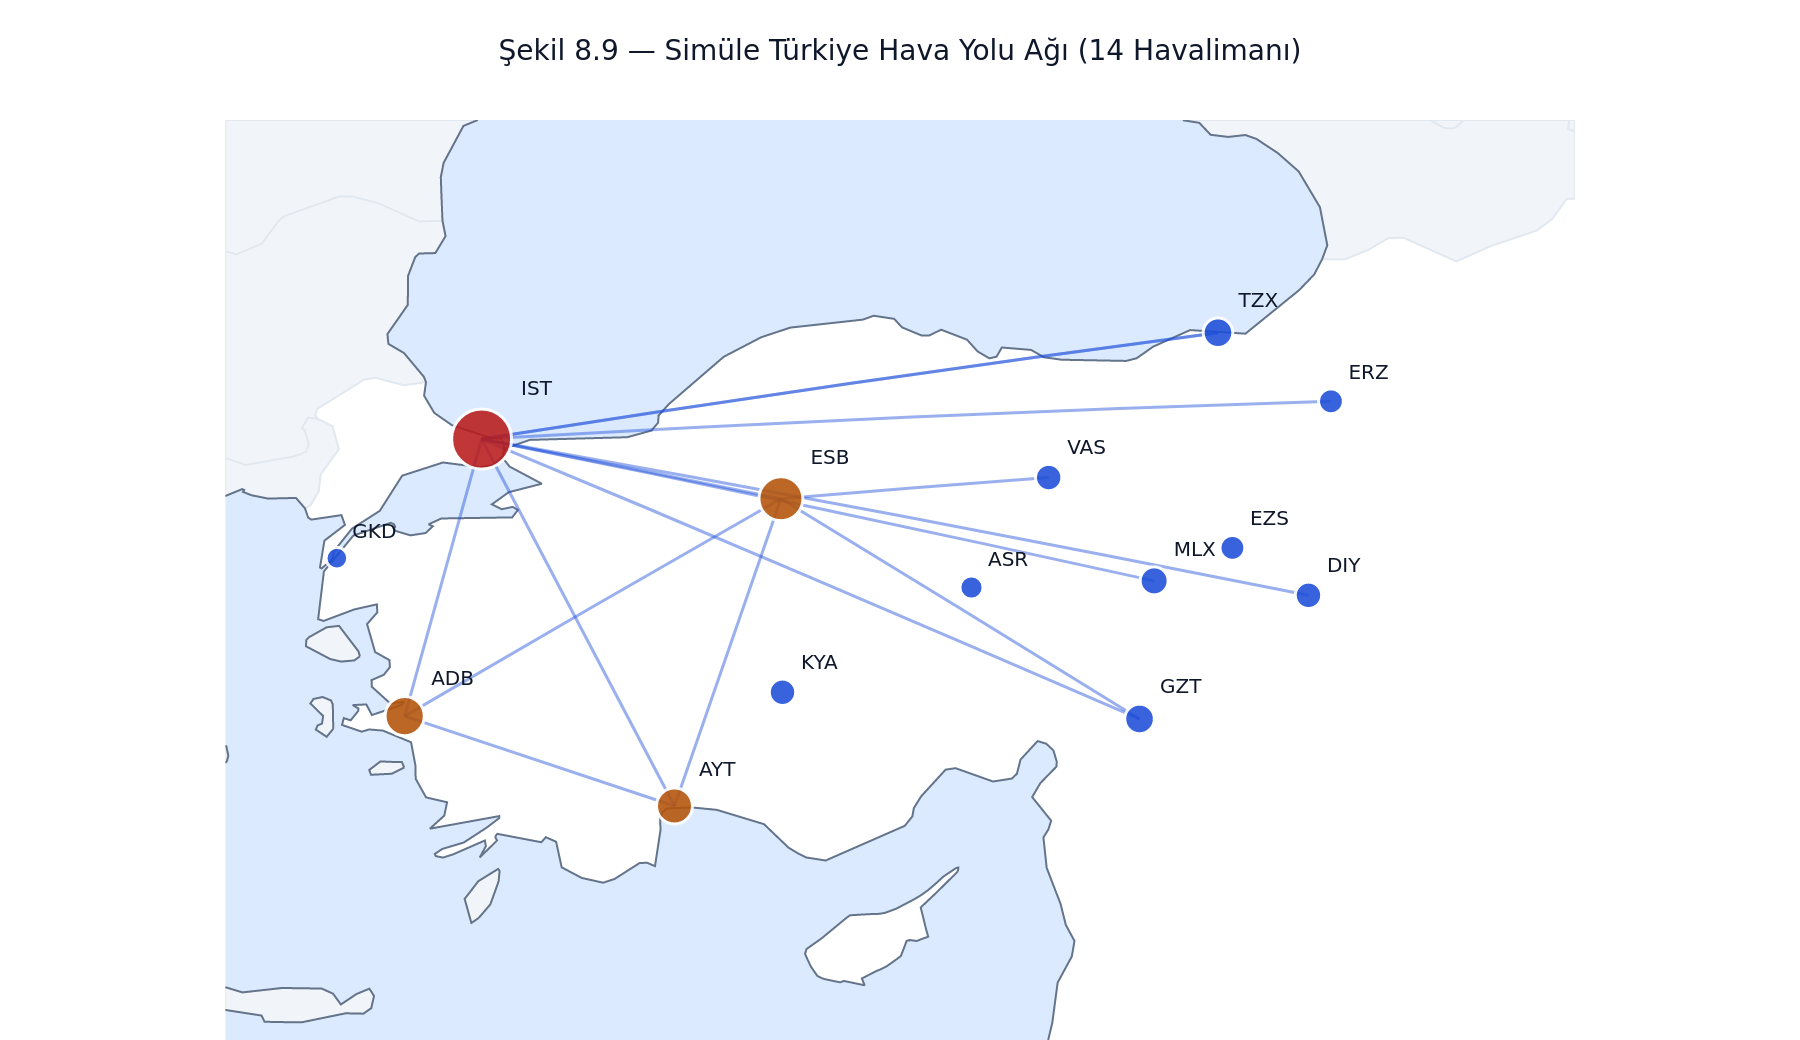 Şekil 8.9 — Simüle Türkiye Hava Yolu Ağı (14 Havalimanı)
TZX
ERZ
IST
VAS
ESB
EZS
GKD
MLX
ASR
DIY
KYA
ADB
GZT
AYT